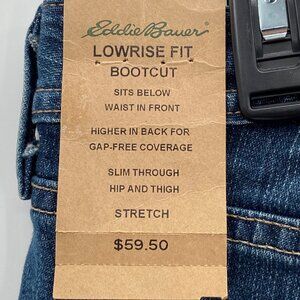 Eddie Bauer
LOWRISE FIT
BOOTCUT
SITS BELOW
WAIST IN FRONT
HIGHER IN BACK FOR
GAP-FREE COVERAGE
SLIM THROUGH
HIP AND THIGH
STRETCH
$59.50